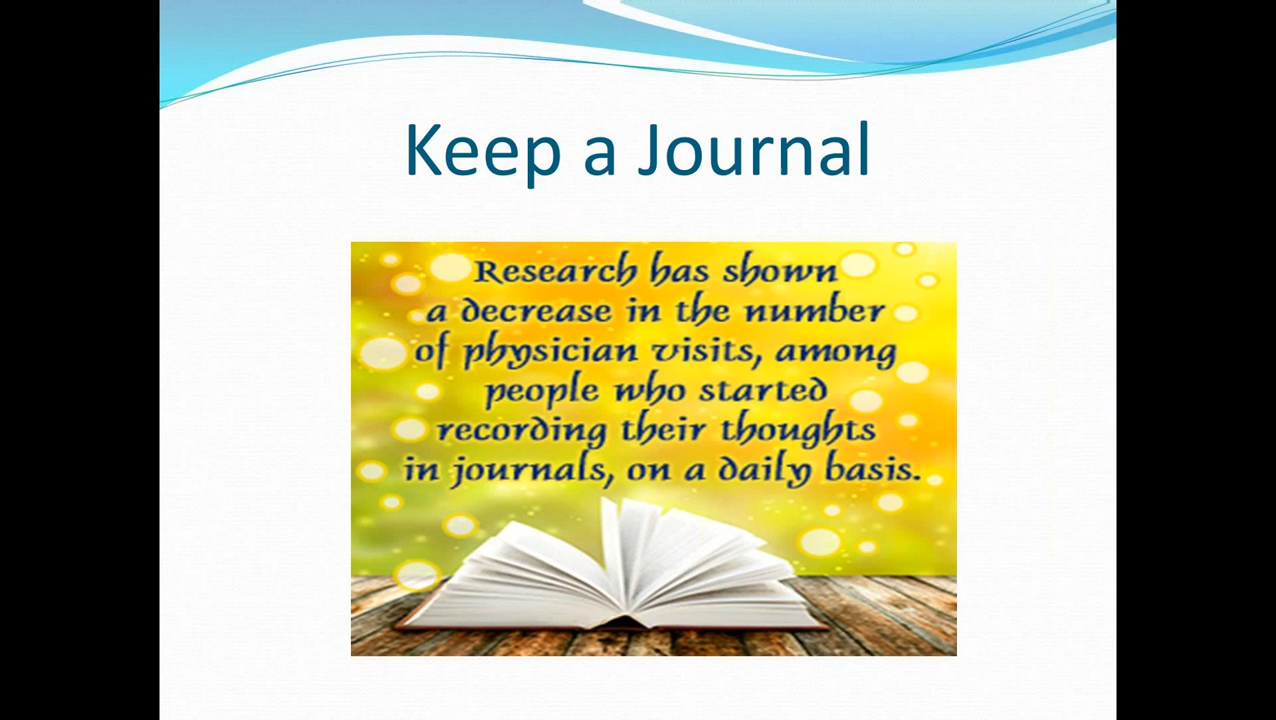 Keep a Journal
Research has shown
a decrease in the number
of physician visits, among
people who started
recording their thoughts
in journals, on a daily basis.